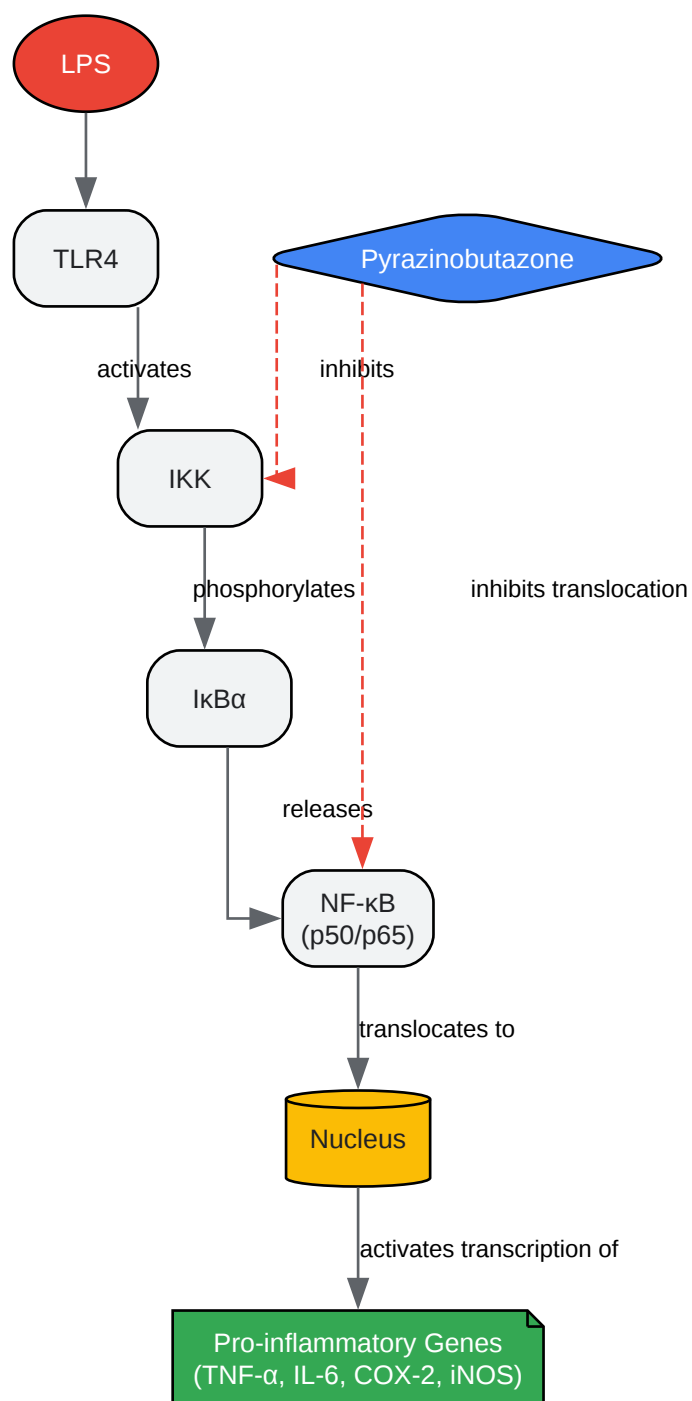 LPS
TLR4
Pyrazinobutazone
activates
inhibits
IKK
phosphorylates
inhibits translocation
IκBα
releases
NF-κB
(p50/p65)
translocates to
Nucleus
activates transcription of
Pro-inflammatory Genes
(TNF-α, IL-6, COX-2, iNOS)